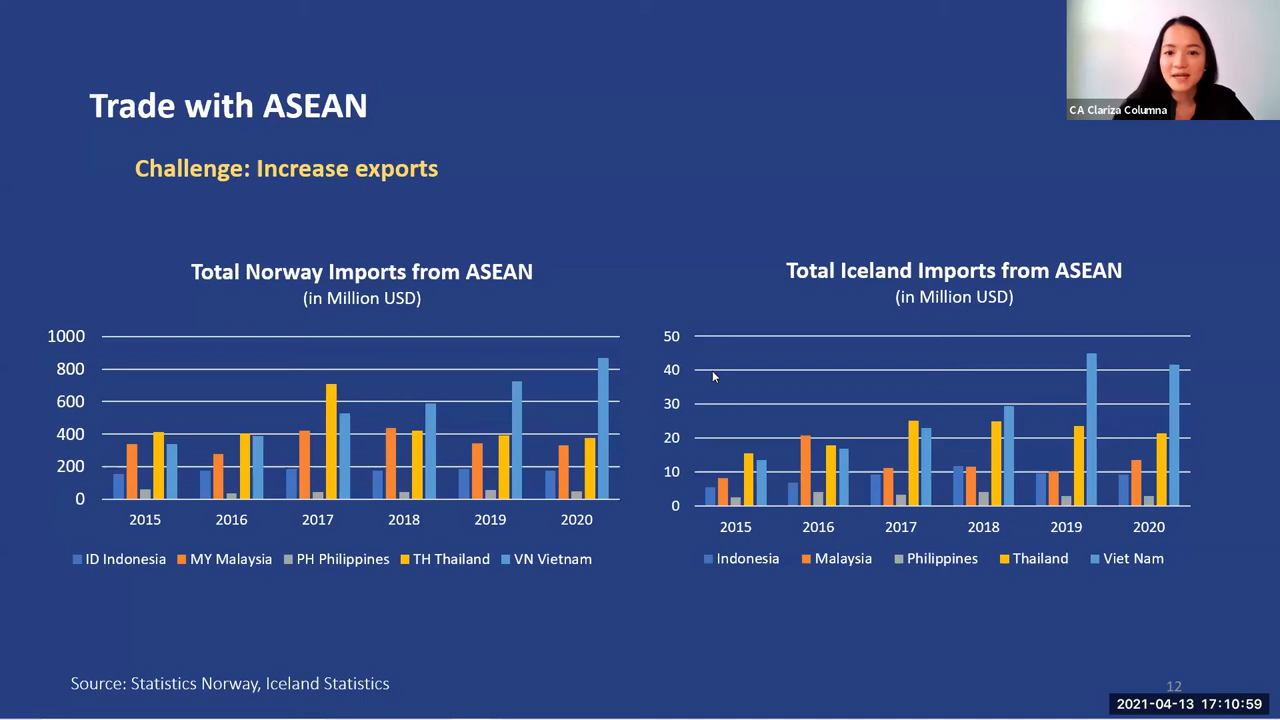 CA Clariza Columna
Trade with ASEAN
Challenge: Increase exports
Total Norway Imports from ASEAN
(in Million USD)
1000
800
600
400
200
0
2015 2016 2017 2018 2019 2020
ID Indonesia MY Malaysia PH Philippines TH Thailand VN Vietnam
Total Iceland Imports from ASEAN
(in Million USD)
50
40
30
20
10
0
2015 2016 2017 2018 2019 2020
Indonesia Malaysia Philippines Thailand Viet Nam
Source: Statistics Norway, Iceland Statistics
12
2021-04-13 17:10:59